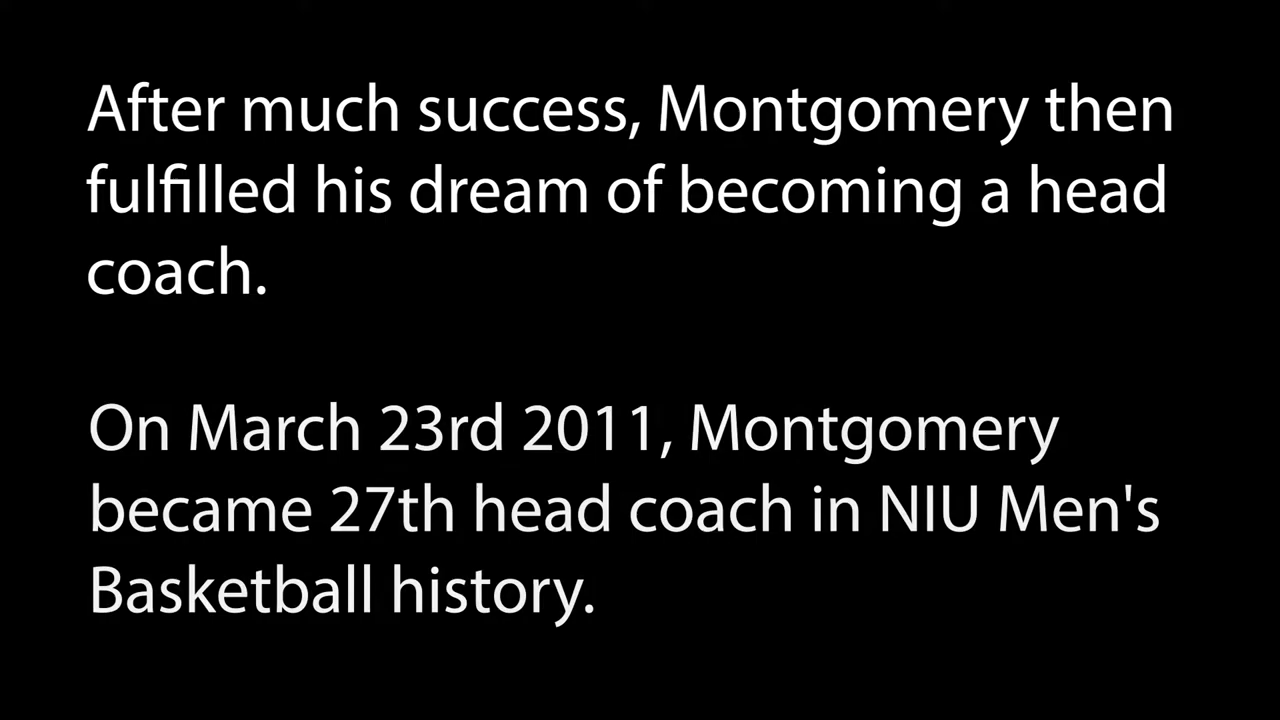 After much success, Montgomery then
fulfilled his dream of becoming a head
coach.
On March 23rd 2011, Montgomery
became 27th head coach in NIU Men's
Basketball history.